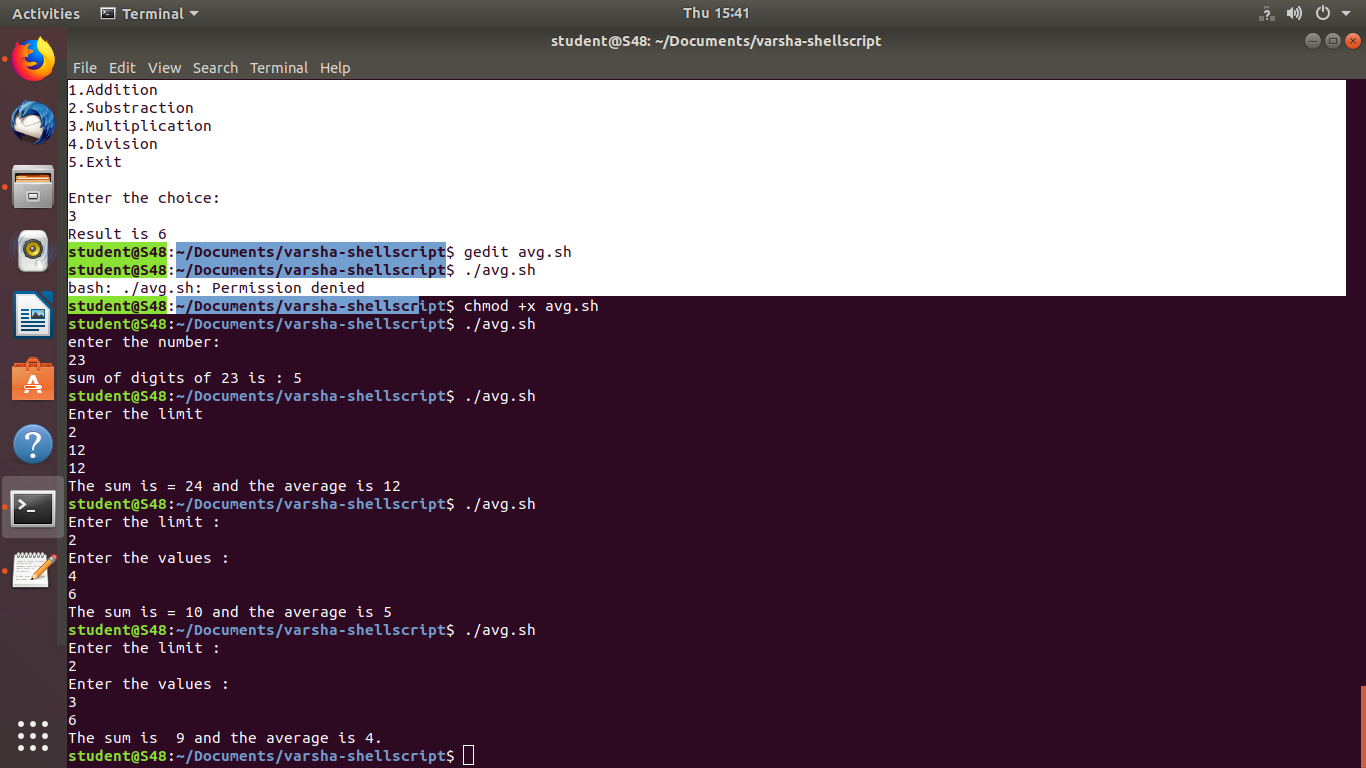 Activities Terminal Thu 15:41
student@S48: ~/Documents/varsha-shellscript
File Edit View Search Terminal Help
1.Addition
2.Substraction
3.Multiplication
4.Division
5.Exit
Enter the choice:
3
Result is 6
student@S48:~/Documents/varsha-shellscript$ gedit avg.sh
student@S48:~/Documents/varsha-shellscript$ ./avg.sh
bash: ./avg.sh: Permission denied
student@S48:~/Documents/varsha-shellscript$ chmod +x avg.sh
student@S48:~/Documents/varsha-shellscript$ ./avg.sh
enter the number:
23
sum of digits of 23 is : 5
student@S48:~/Documents/varsha-shellscript$ ./avg.sh
Enter the limit
2
12
12
The sum is = 24 and the average is 12
student@S48:~/Documents/varsha-shellscript$ ./avg.sh
Enter the limit :
2
Enter the values :
4
6
The sum is = 10 and the average is 5
student@S48:~/Documents/varsha-shellscript$ ./avg.sh
Enter the limit :
2
Enter the values :
3
6
The sum is  9 and the average is 4.
student@S48:~/Documents/varsha-shellscript$